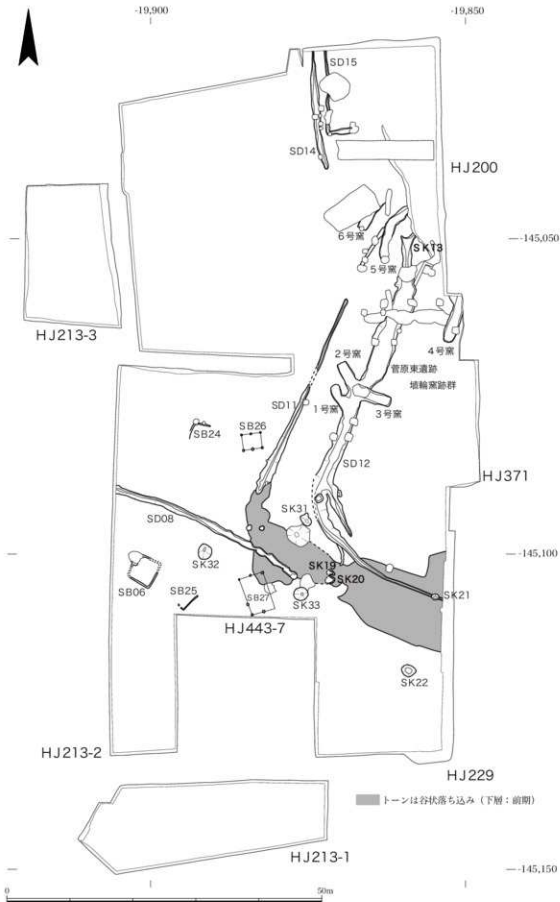 -19,900
-19,850
SD15
SD14
HJ200
6号窯
SK13
-145,050
5号窯
HJ213-3
4号窯
2号窯
菅原東遺跡
埴輪窯跡群
SD11
1号窯
3号窯
SB24
SB26
SD12
HJ371
SD08
SK31
SK32
-145,100
SK19
SK20
SB06
SB25
SB27
SK33
SK21
HJ443-7
SK22
HJ213-2
HJ229
トーンは谷状落ち込み（下層：前期）
HJ213-1
-145,150
0
50m